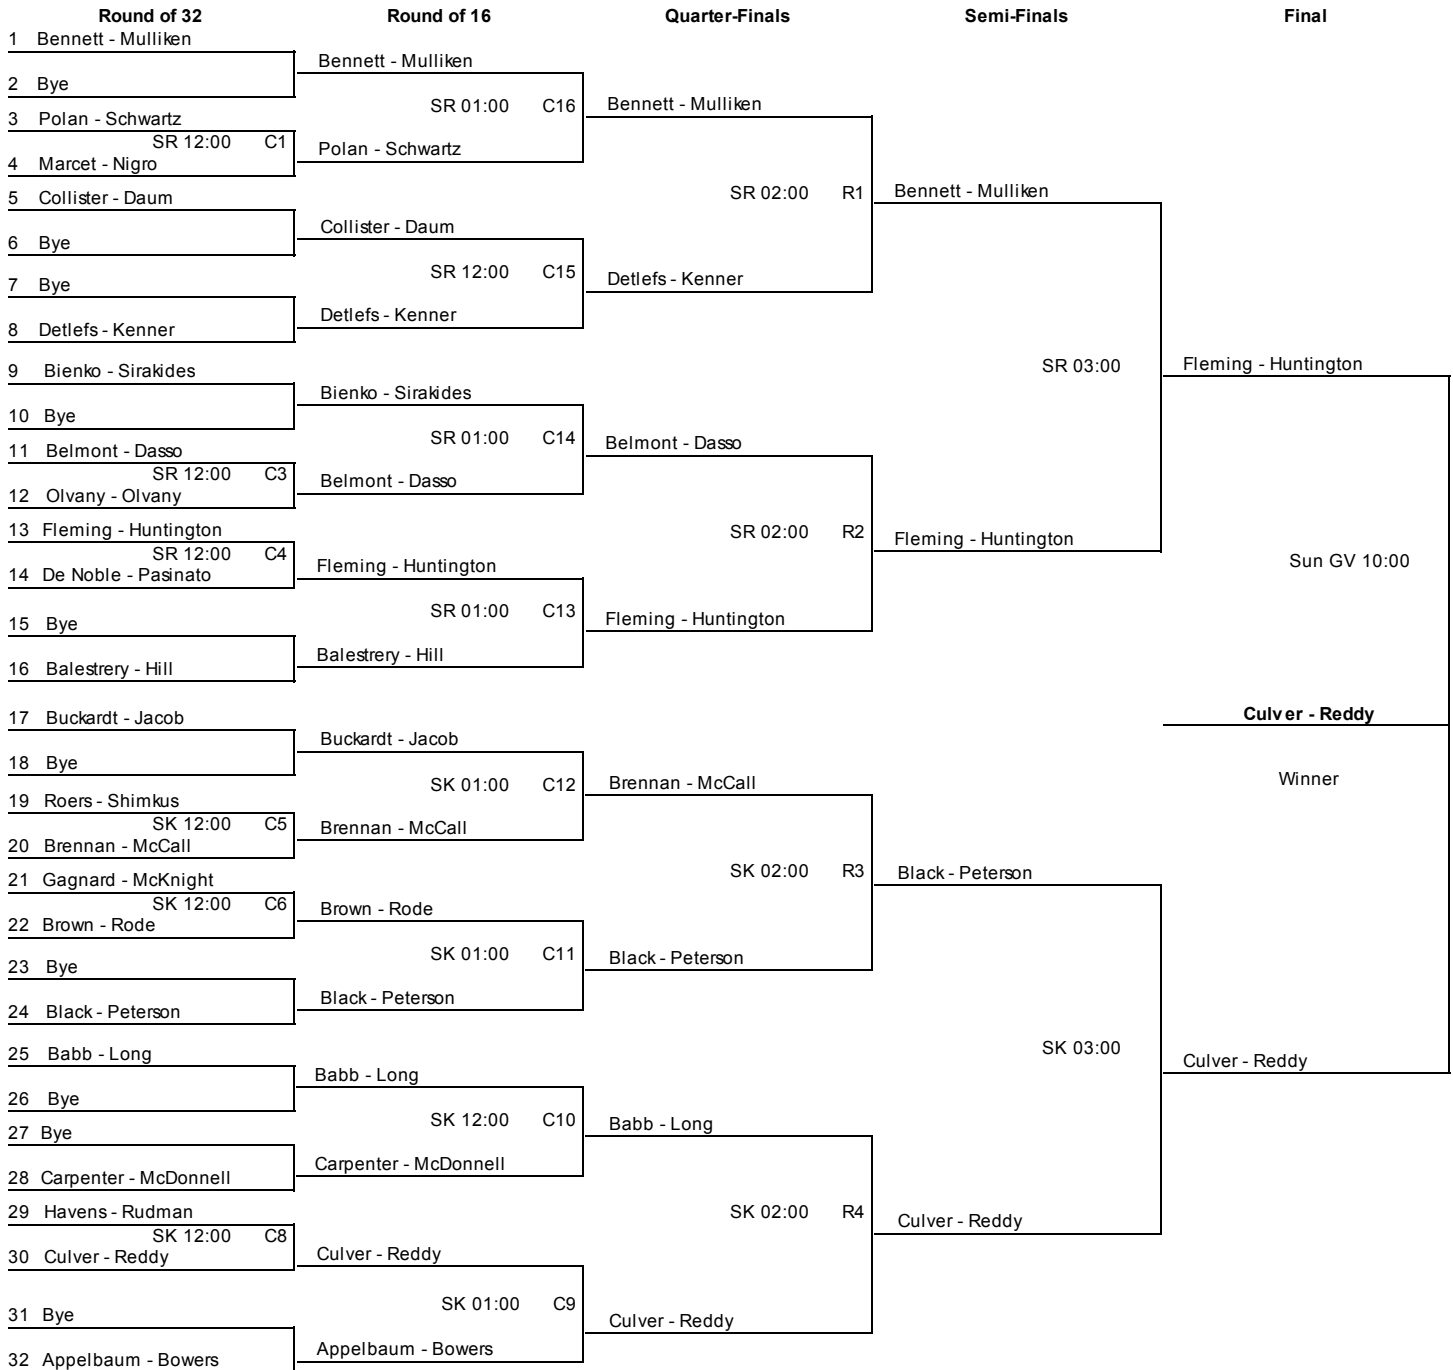 Round of 32 Round of 16 Quarter-Finals Semi-Finals Final
1 Bennett - Mulliken
2 Bye
3 Polan - Schwartz
SR 12:00 C1
4 Marcet - Nigro
5 Collister - Daum
6 Bye
7 Bye
8 Detlefs - Kenner
9 Bienko - Sirakides
10 Bye
11 Belmont - Dasso
SR 12:00 C3
12 Olvany - Olvany
13 Fleming - Huntington
SR 12:00 C4
14 De Noble - Pasinato
15 Bye
16 Balestrery - Hill
17 Buckardt - Jacob
18 Bye
19 Roers - Shimkus
SK 12:00 C5
20 Brennan - McCall
21 Gagnard - McKnight
SK 12:00 C6
22 Brown - Rode
23 Bye
24 Black - Peterson
25 Babb - Long
26 Bye
27 Bye
28 Carpenter - McDonnell
29 Havens - Rudman
SK 12:00 C8
30 Culver - Reddy
31 Bye
32 Appelbaum - Bowers
Bennett - Mulliken
SR 01:00 C16
Polan - Schwartz
Collister - Daum
SR 12:00 C15
Detlefs - Kenner
Bienko - Sirakides
SR 01:00 C14
Belmont - Dasso
Fleming - Huntington
SR 01:00 C13
Balestrery - Hill
Buckardt - Jacob
SK 01:00 C12
Brennan - McCall
Brown - Rode
SK 01:00 C11
Black - Peterson
Babb - Long
SK 12:00 C10
Carpenter - McDonnell
Culver - Reddy
SK 01:00 C9
Appelbaum - Bowers
Bennett - Mulliken
SR 02:00 R1
Detlefs - Kenner
Belmont - Dasso
SR 02:00 R2
Fleming - Huntington
Brennan - McCall
SK 02:00 R3
Black - Peterson
Babb - Long
SK 02:00 R4
Culver - Reddy
Bennett - Mulliken
SR 03:00
Fleming - Huntington
Black - Peterson
SK 03:00
Culver - Reddy
Fleming - Huntington
Sun GV 10:00
Culver - Reddy
Winner
Culver - Reddy